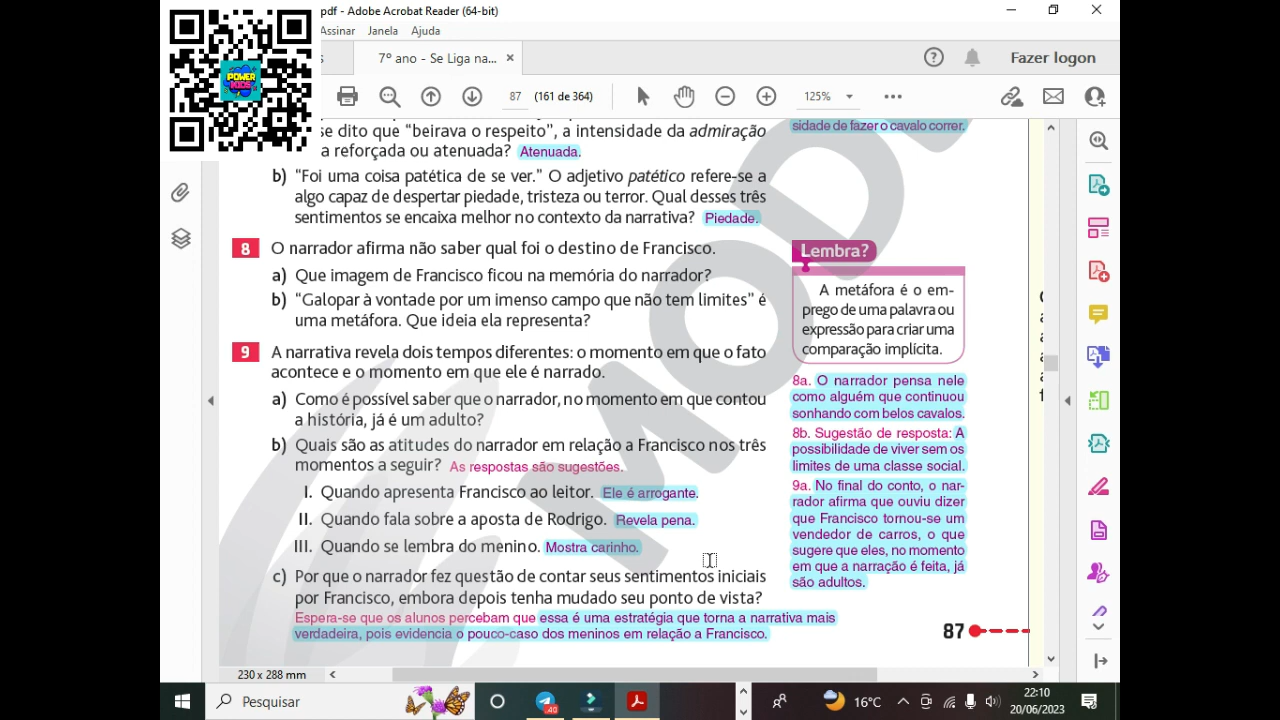 pdf - Adobe Acrobat Reader (64-bit)
Assinar Janela Ajuda
7º ano - Se Liga na... ×
Fazer logon
87 (161 de 364)
125%
POWER KIDS
se dito que “beirava o respeito”, a intensidade da admiração
a reforçada ou atenuada? Atenuada.
sidade de fazer o cavalo correr.
b) “Foi uma coisa patética de se ver.” O adjetivo patético refere-se a
algo capaz de despertar piedade, tristeza ou terror. Qual desses três
sentimentos se encaixa melhor no contexto da narrativa? Piedade.
8 O narrador afirma não saber qual foi o destino de Francisco.
a) Que imagem de Francisco ficou na memória do narrador?
b) “Galopar à vontade por um imenso campo que não tem limites” é
uma metáfora. Que ideia ela representa?
9 A narrativa revela dois tempos diferentes: o momento em que o fato
acontece e o momento em que ele é narrado.
a) Como é possível saber que o narrador, no momento em que contou
a história, já é um adulto?
b) Quais são as atitudes do narrador em relação a Francisco nos três
momentos a seguir? As respostas são sugestões.
I. Quando apresenta Francisco ao leitor. Ele é arrogante.
II. Quando fala sobre a aposta de Rodrigo. Revela pena.
III. Quando se lembra do menino. Mostra carinho.
c) Por que o narrador fez questão de contar seus sentimentos iniciais
por Francisco, embora depois tenha mudado seu ponto de vista?
Espera-se que os alunos percebam que essa é uma estratégia que torna a narrativa mais
verdadeira, pois evidencia o pouco-caso dos meninos em relação a Francisco.
Lembra?
A metáfora é o em-
prego de uma palavra ou
expressão para criar uma
comparação implícita.
8a. O narrador pensa nele
como alguém que continuou
sonhando com belos cavalos.
8b. Sugestão de resposta: A
possibilidade de viver sem os
limites de uma classe social.
9a. No final do conto, o nar-
rador afirma que ouviu dizer
que Francisco tornou-se um
vendedor de carros, o que
sugere que eles, no momento
em que a narração é feita, já
são adultos.
87
MOD
230 x 288 mm
Pesquisar
40
16°C
22:10
20/06/2023